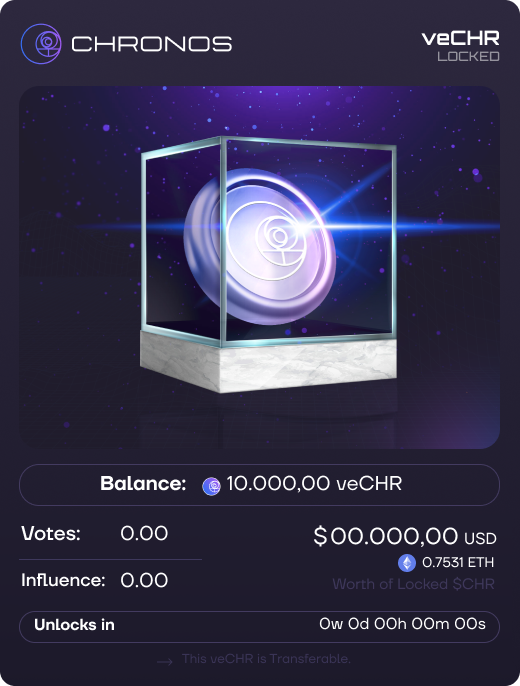 CHRONOS
veCHR
LOCKED
Balance: 10.000,00 veCHR
Votes: 0.00
$00.000,00 USD
0.7531 ETH
Influence: 0.00
Worth of Locked $CHR
Unlocks in 0w 0d 00h 00m 00s
This veCHR is Transferable.